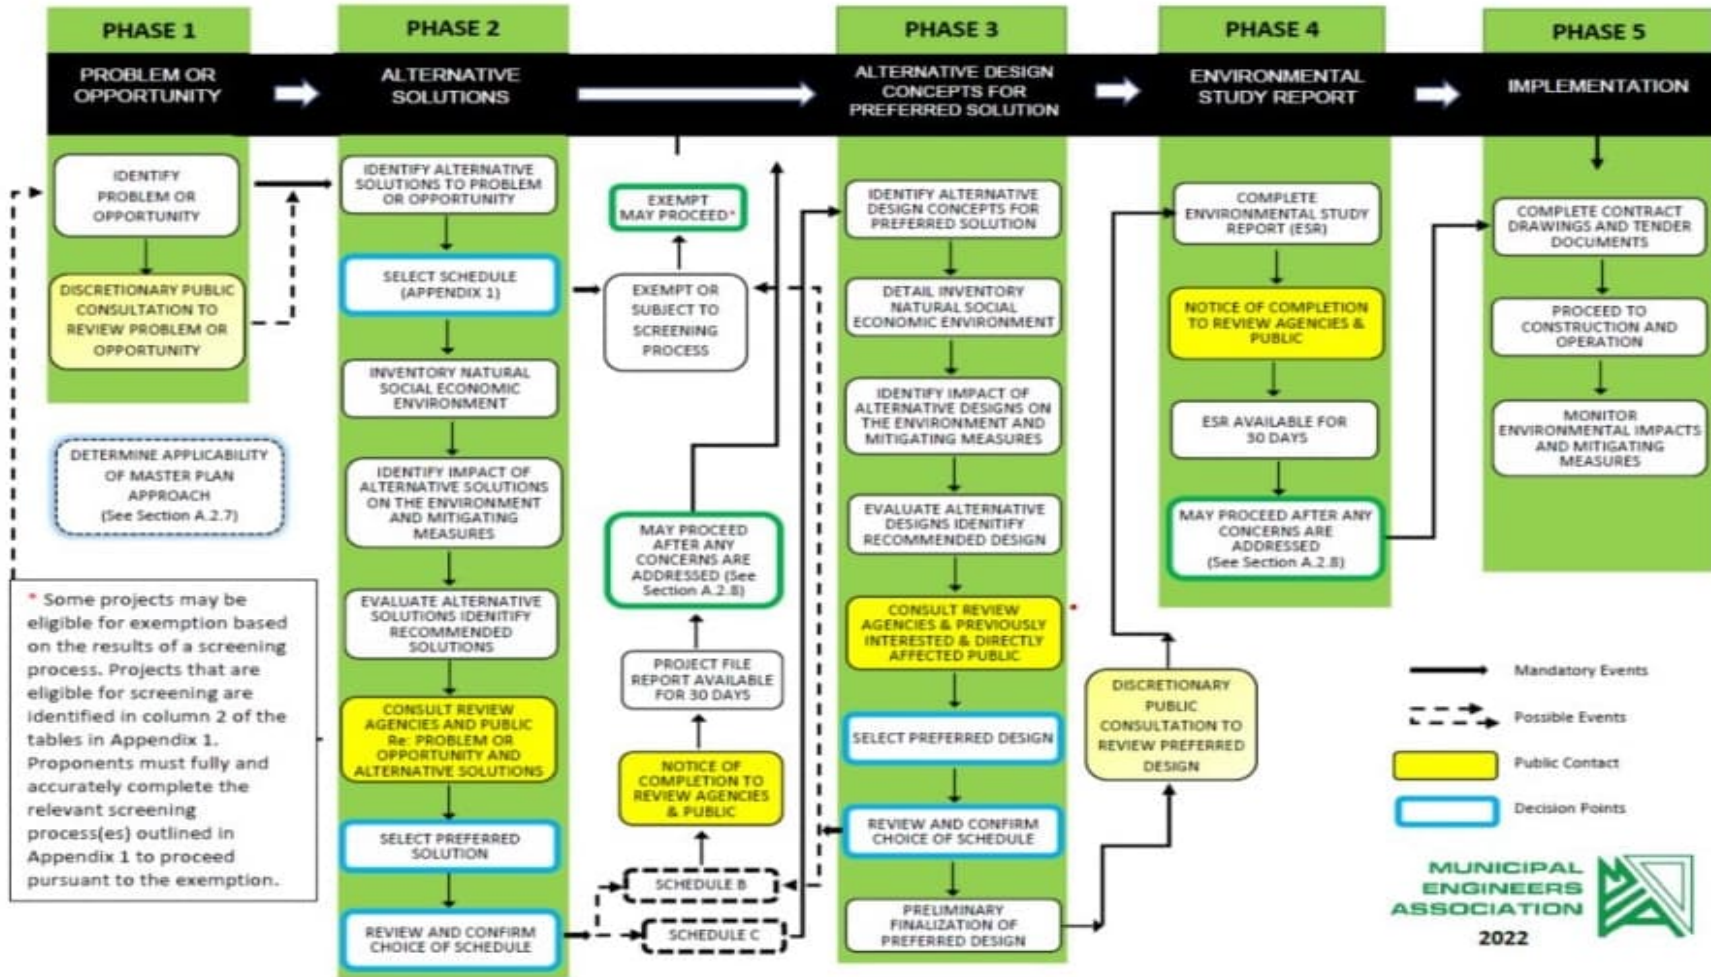 PHASE 1
PHASE 2
PHASE 3
PHASE 4
PHASE 5
PROBLEM OR
OPPORTUNITY
ALTERNATIVE
SOLUTIONS
ALTERNATIVE DESIGN
CONCEPTS FOR
PREFERRED SOLUTION
ENVIRONMENTAL
STUDY REPORT
IMPLEMENTATION
IDENTIFY
PROBLEM OR
OPPORTUNITY
DISCRETIONARY PUBLIC
CONSULTATION TO
REVIEW PROBLEM OR
OPPORTUNITY
DETERMINE APPLICABILITY
OF MASTER PLAN
APPROACH
(See Section A.2.7)
* Some projects may be
eligible for exemption based
on the results of a screening
process. Projects that are
eligible for screening are
identified in column 2 of the
tables in Appendix 1.
Proponents must fully and
accurately complete the
relevant screening
process(es) outlined in
Appendix 1 to proceed
pursuant to the exemption.
IDENTIFY ALTERNATIVE
SOLUTIONS TO PROBLEM
OR OPPORTUNITY
SELECT SCHEDULE
(APPENDIX 1)
INVENTORY NATURAL
SOCIAL ECONOMIC
ENVIRONMENT
IDENTIFY IMPACT OF
ALTERNATIVE SOLUTIONS
ON THE ENVIRONMENT
AND MITIGATING
MEASURES
EVALUATE ALTERNATIVE
SOLUTIONS IDENITIFY
RECOMMENDED
SOLUTIONS
CONSULT REVIEW
AGENCIES AND PUBLIC
Re: PROBLEM OR
OPPORTUNITY AND
ALTERNATIVE SOLUTIONS
SELECT PREFERRED
SOLUTION
REVIEW AND CONFIRM
CHOICE OF SCHEDULE
EXEMPT
MAY PROCEED*
EXEMPT OR
SUBJECT TO
SCREENING
PROCESS
MAY PROCEED
AFTER ANY
CONCERNS ARE
ADDRESSED (See
Section A.2.8)
PROJECT FILE
REPORT AVAILABLE
FOR 30 DAYS
NOTICE OF
COMPLETION TO
REVIEW AGENCIES
& PUBLIC
SCHEDULE B
SCHEDULE C
IDENTIFY ALTERNATIVE
DESIGN CONCEPTS FOR
PREFERRED SOLUTION
DETAIL INVENTORY
NATURAL SOCIAL
ECONOMIC ENVIRONMENT
IDENTIFY IMPACT OF
ALTERNATIVE DESIGNS ON
THE ENVIRONMENT AND
MITIGATING MEASURES
EVALUATE ALTERNATIVE
DESIGNS IDENITIFY
RECOMMENDED DESIGN
CONSULT REVIEW
AGENCIES & PREVIOUSLY
INTERESTED & DIRECTLY
AFFECTED PUBLIC
*
SELECT PREFERRED DESIGN
REVIEW AND CONFIRM
CHOICE OF SCHEDULE
PRELIMINARY
FINALIZATION OF
PREFERRED DESIGN
DISCRETIONARY
PUBLIC
CONSULTATION TO
REVIEW PREFERRED
DESIGN
COMPLETE
ENVIRONMENTAL STUDY
REPORT (ESR)
NOTICE OF COMPLETION
TO REVIEW AGENCIES &
PUBLIC
ESR AVAILABLE FOR
30 DAYS
MAY PROCEED AFTER ANY
CONCERNS ARE
ADDRESSED
(See Section A.2.8)
COMPLETE CONTRACT
DRAWINGS AND TENDER
DOCUMENTS
PROCEED TO
CONSTRUCTION AND
OPERATION
MONITOR
ENVIRONMENTAL IMPACTS
AND MITIGATING
MEASURES
Mandatory Events
Possible Events
Public Contact
Decision Points
MUNICIPAL
ENGINEERS
ASSOCIATION
2022